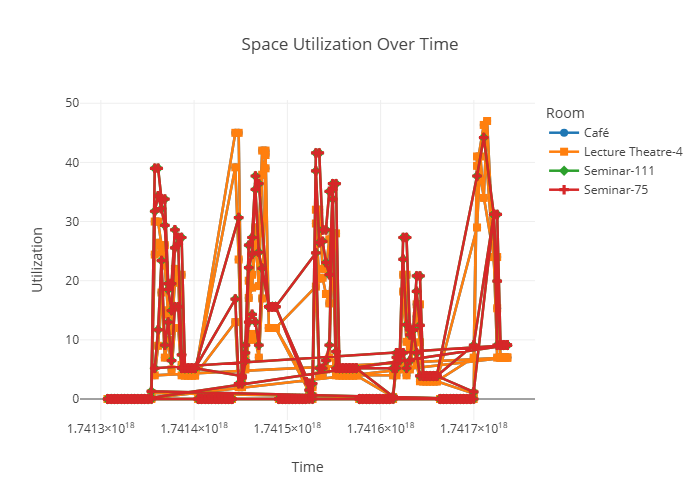 Space Utilization Over Time
Room
Café
Lecture Theatre-4
Seminar-111
Seminar-75
Utilization
50
40
30
20
10
0
1.7413×10¹⁸ 1.7414×10¹⁸ 1.7415×10¹⁸ 1.7416×10¹⁸ 1.7417×10¹⁸
Time